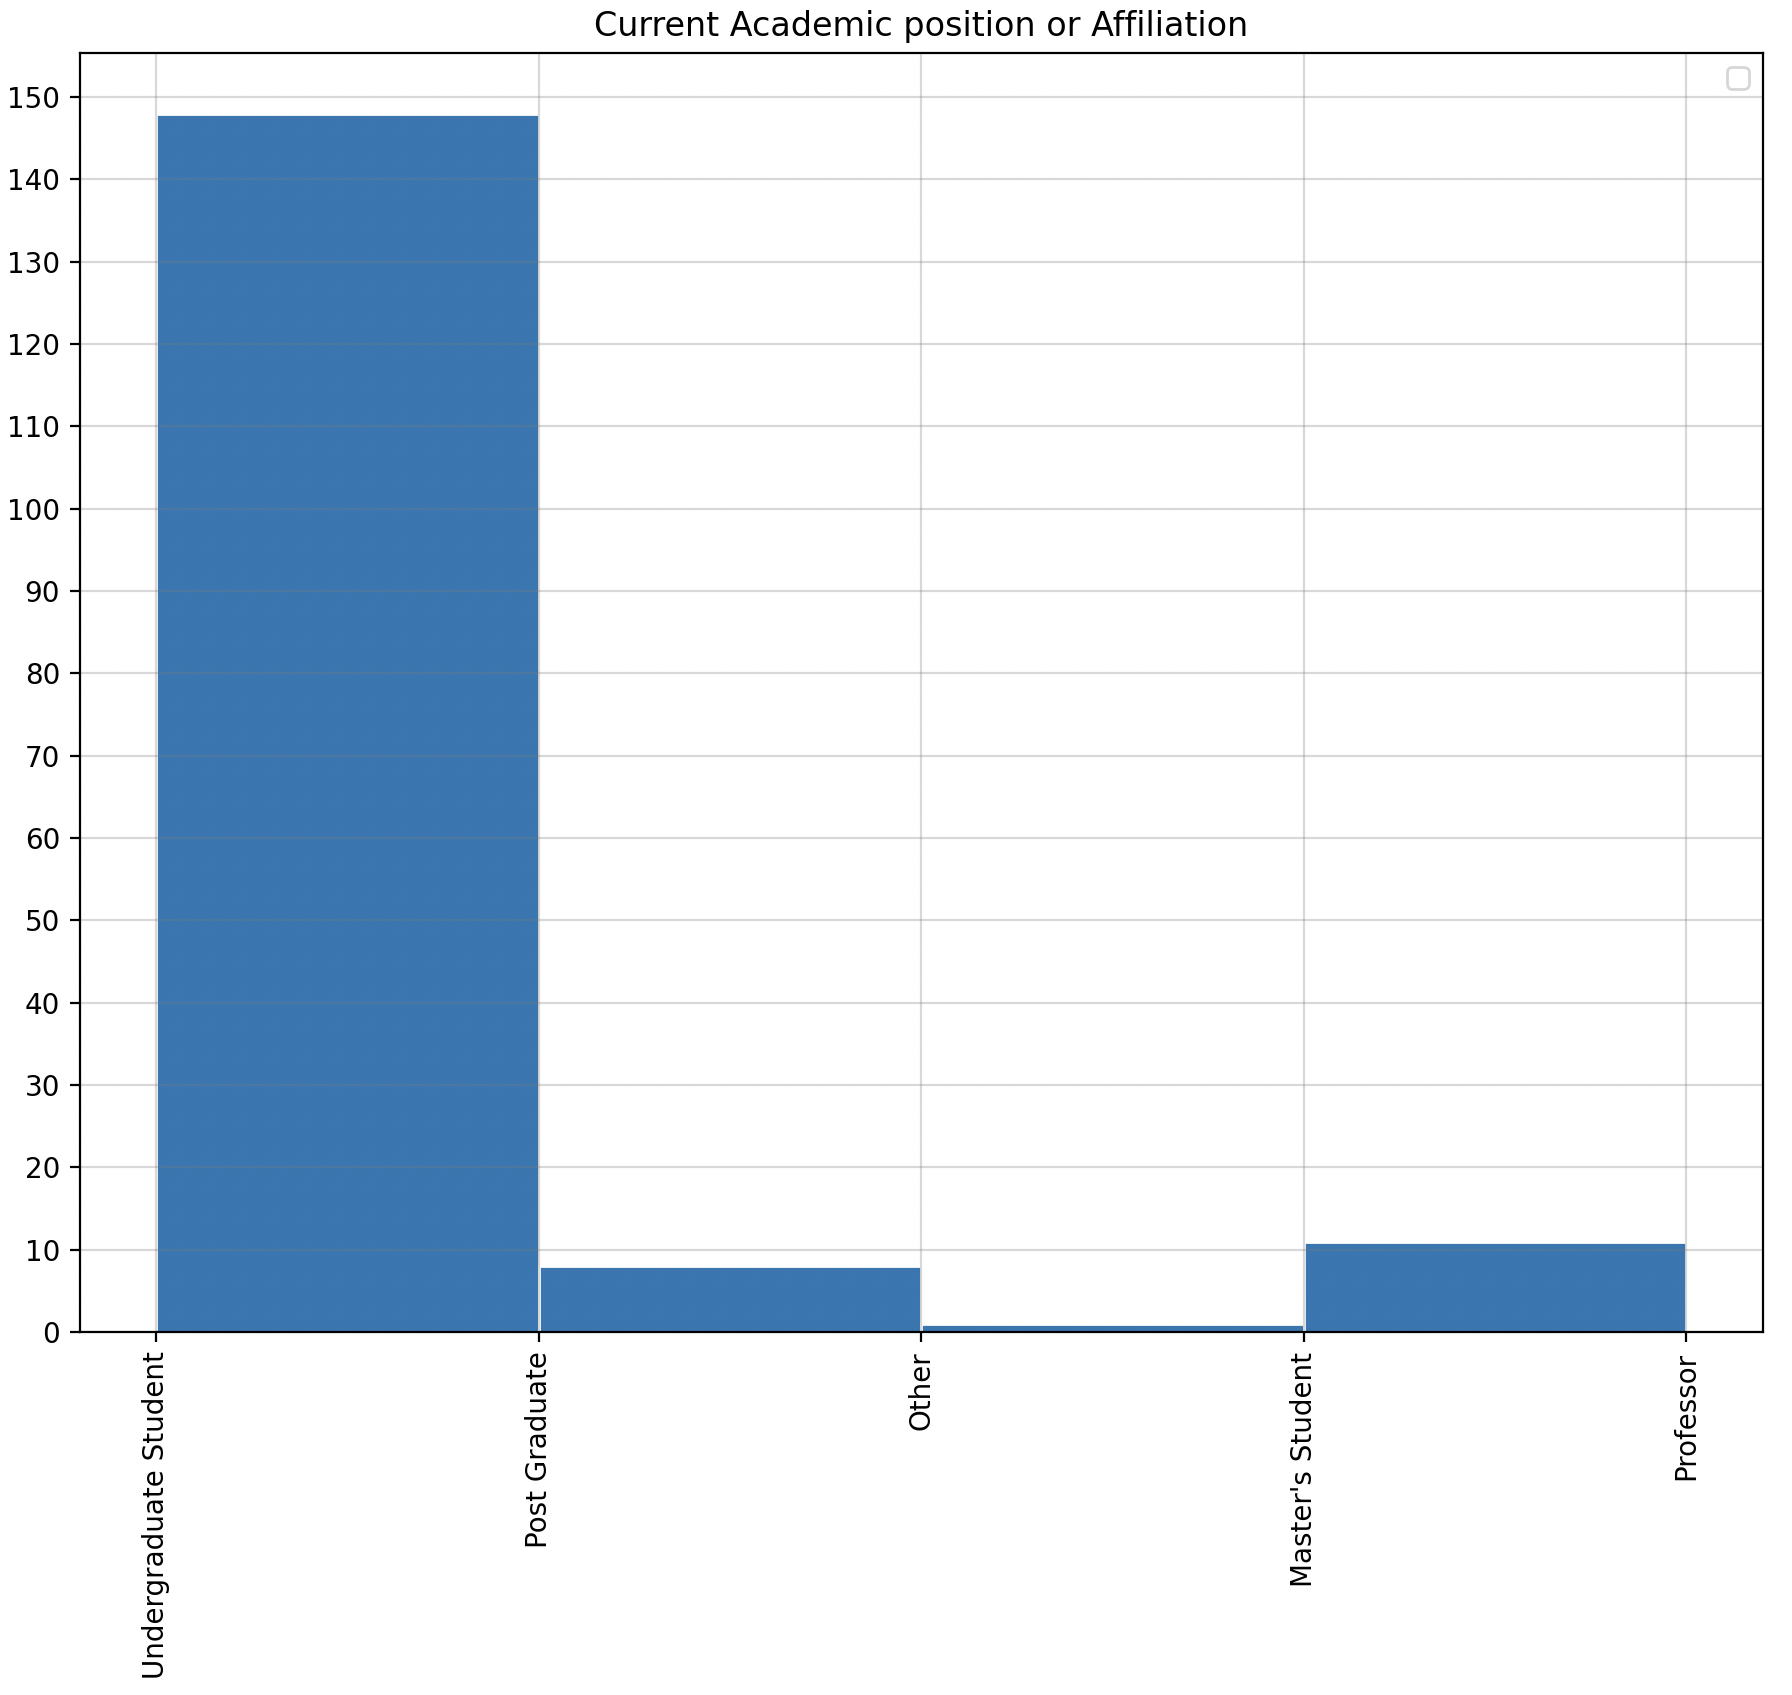 Current Academic position or Affiliation
150
140
130
120
110
100
90
80
70
60
50
40
30
20
10
0
Undergraduate Student
Post Graduate
Other
Master's Student
Professor